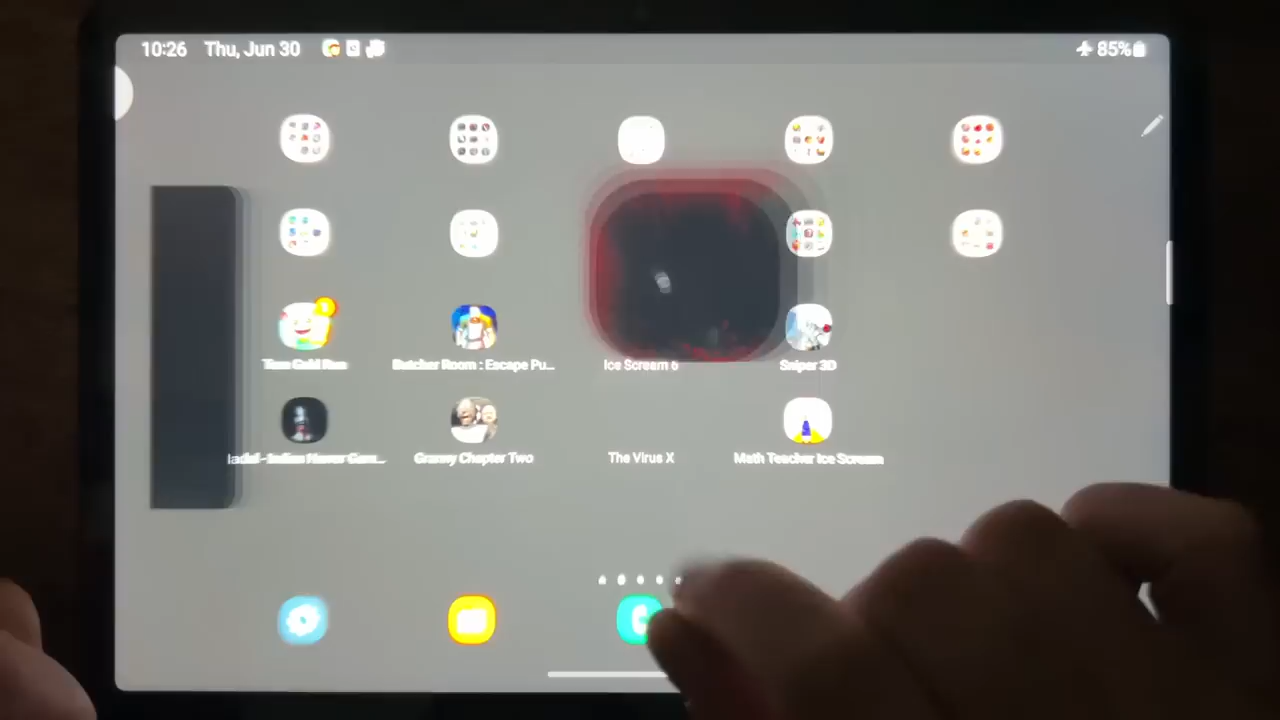 10:26 Thu, Jun 30
85%
Butcher Room : Escape Pu...
Ice Scream 6
Sniper 3D
Granny Chapter Two
The Virus X
Math Teacher Ice Scream